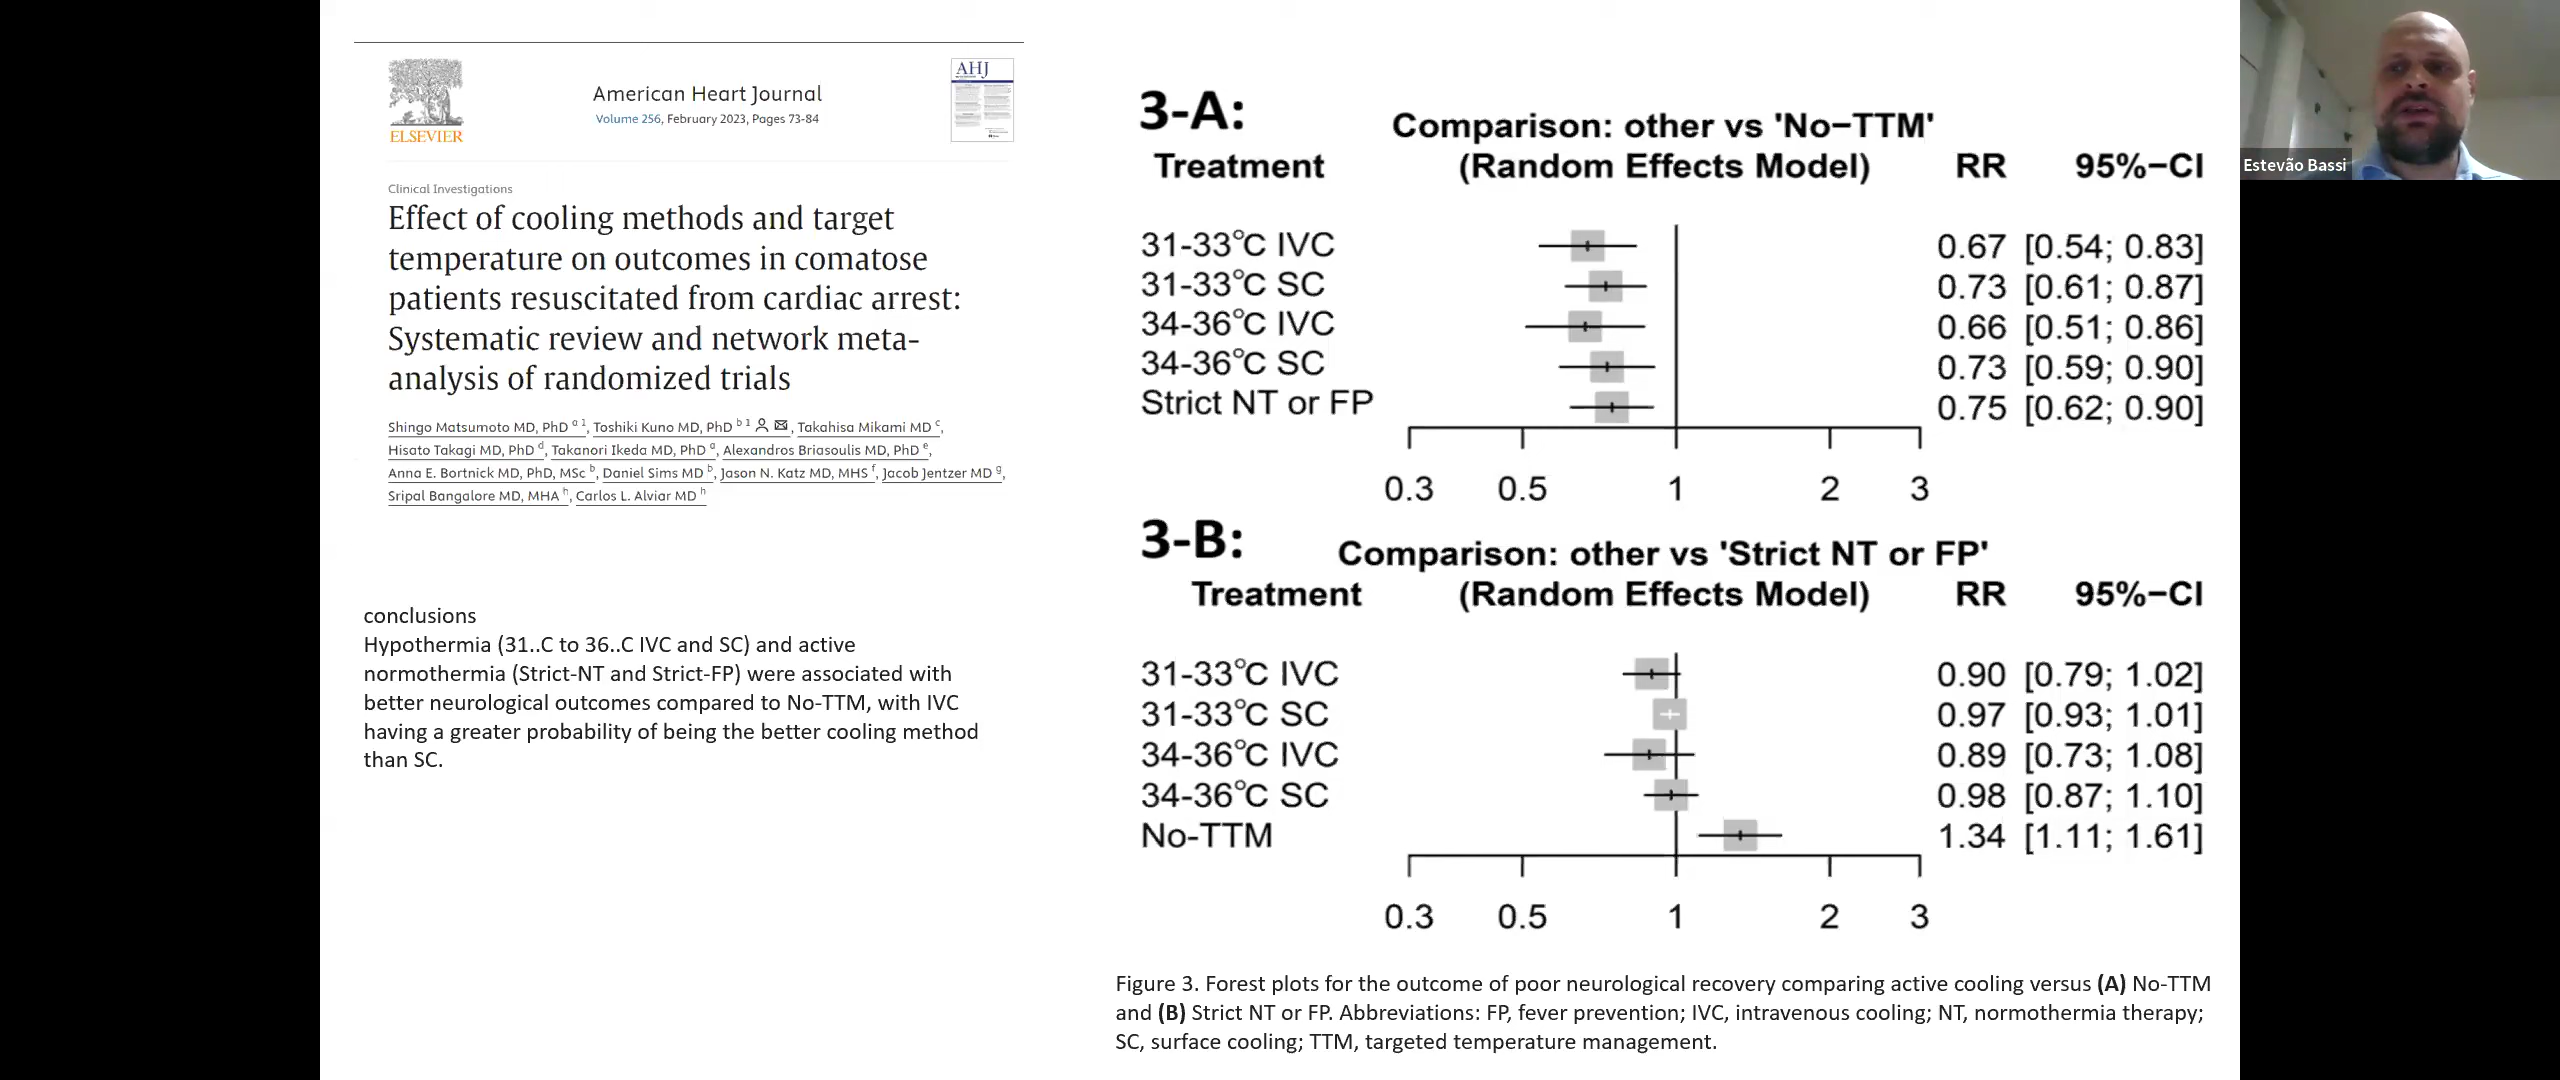 ELSEVIER
American Heart Journal
Volume 256, February 2023, Pages 73-84
AHJ
Clinical Investigations
Effect of cooling methods and target
temperature on outcomes in comatose
patients resuscitated from cardiac arrest:
Systematic review and network meta-
analysis of randomized trials
Shingo Matsumoto MD, PhD a 1, Toshiki Kuno MD, PhD b 1, Takahisa Mikami MD c,
Hisato Takagi MD, PhD d, Takanori Ikeda MD, PhD a, Alexandros Briasoulis MD, PhD e,
Anna E. Bortnick MD, PhD, MSc b, Daniel Sims MD b, Jason N. Katz MD, MHS f, Jacob Jentzer MD g,
Sripal Bangalore MD, MHA h, Carlos L. Alviar MD h
conclusions
Hypothermia (31..C to 36..C IVC and SC) and active
normothermia (Strict-NT and Strict-FP) were associated with
better neurological outcomes compared to No-TTM, with IVC
having a greater probability of being the better cooling method
than SC.
3-A:
Comparison: other vs 'No−TTM'
Treatment (Random Effects Model) RR 95%−CI
31-33°C IVC 0.67 [0.54; 0.83]
31-33°C SC 0.73 [0.61; 0.87]
34-36°C IVC 0.66 [0.51; 0.86]
34-36°C SC 0.73 [0.59; 0.90]
Strict NT or FP 0.75 [0.62; 0.90]
0.3 0.5 1 2 3
3-B:
Comparison: other vs 'Strict NT or FP'
Treatment (Random Effects Model) RR 95%−CI
31-33°C IVC 0.90 [0.79; 1.02]
31-33°C SC 0.97 [0.93; 1.01]
34-36°C IVC 0.89 [0.73; 1.08]
34-36°C SC 0.98 [0.87; 1.10]
No-TTM 1.34 [1.11; 1.61]
0.3 0.5 1 2 3
Figure 3. Forest plots for the outcome of poor neurological recovery comparing active cooling versus (A) No-TTM
and (B) Strict NT or FP. Abbreviations: FP, fever prevention; IVC, intravenous cooling; NT, normothermia therapy;
SC, surface cooling; TTM, targeted temperature management.
Estevão Bassi